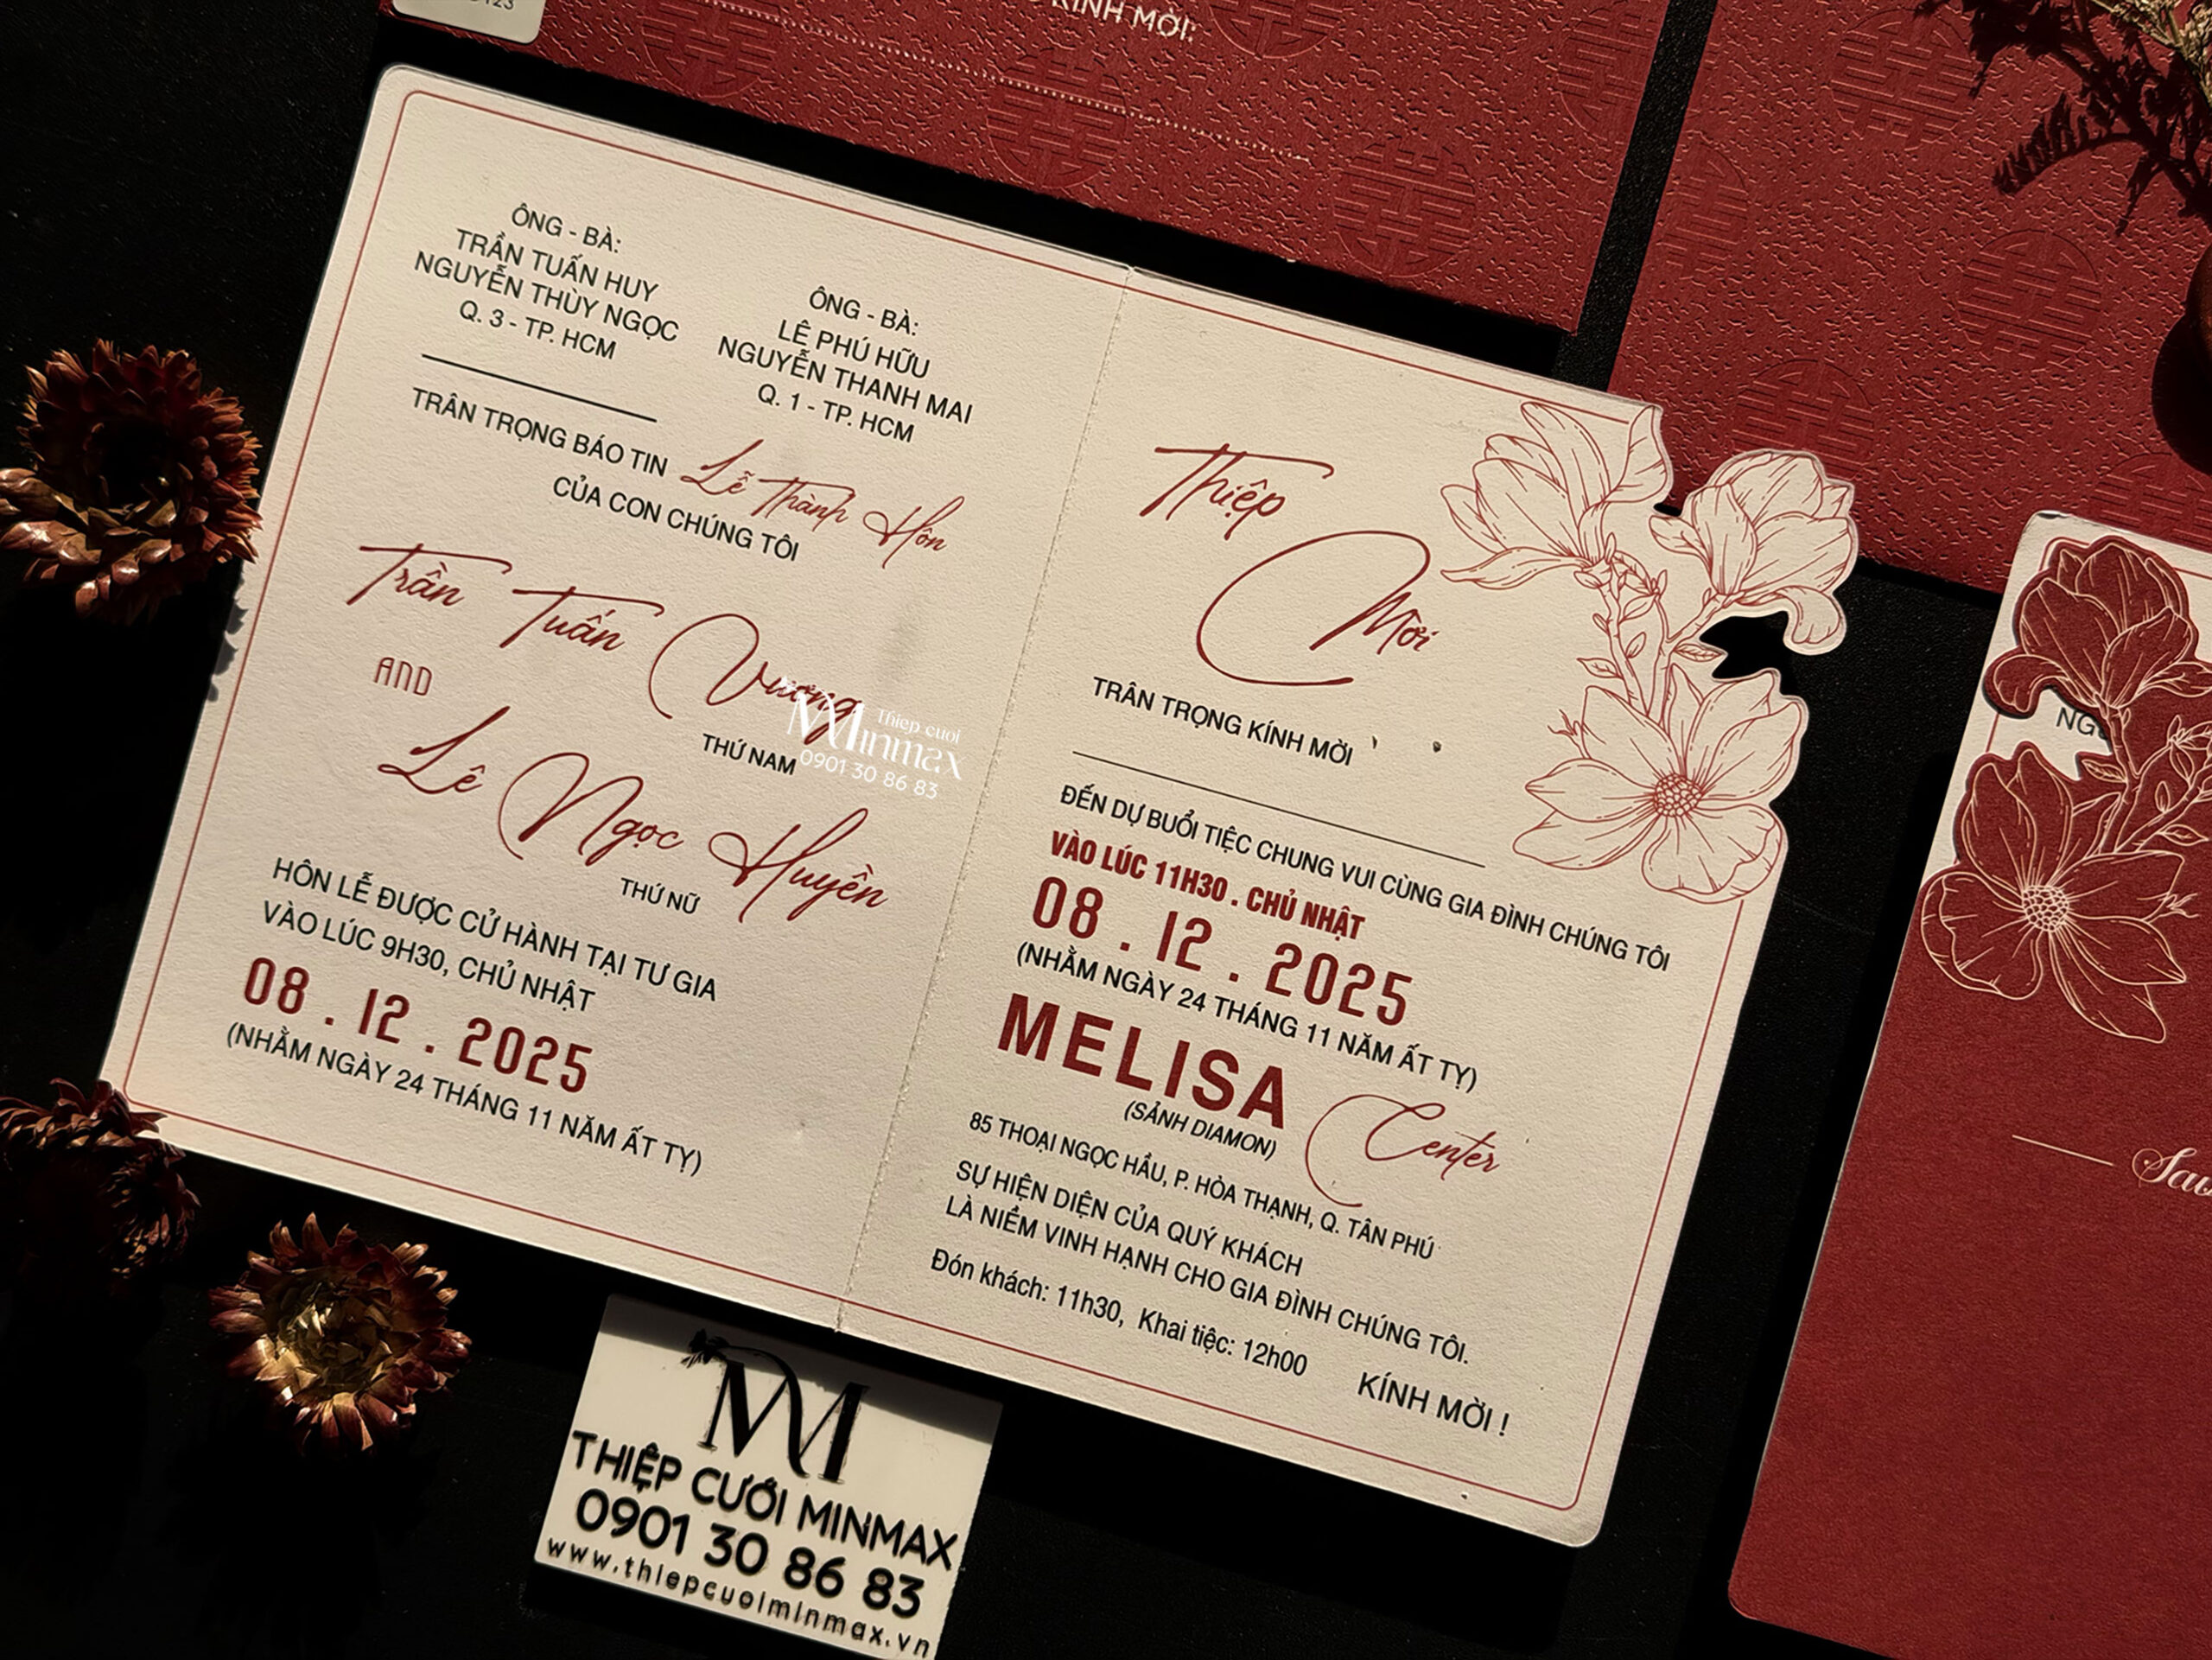 KÍNH MỜI:
ÔNG - BÀ:
TRẦN TUẤN HUY
NGUYỄN THÙY NGỌC
Q. 3 - TP. HCM
ÔNG - BÀ:
LÊ PHÚ HỮU
NGUYỄN THANH MAI
Q. 1 - TP. HCM
TRÂN TRỌNG BÁO TIN Lễ Thành Hôn
CỦA CON CHÚNG TÔI
Trần Tuấn Vương
THỨ NAM
AND
Lê Ngọc Huyền
THỨ NỮ
HÔN LỄ ĐƯỢC CỬ HÀNH TẠI TƯ GIA
VÀO LÚC 9H30, CHỦ NHẬT
08 . 12 . 2025
(NHẰM NGÀY 24 THÁNG 11 NĂM ẤT TỴ)
Thiep cuoi
Minmax
0901 30 86 83
Thiệp
Mời
TRÂN TRỌNG KÍNH MỜI
ĐẾN DỰ BUỔI TIỆC CHUNG VUI CÙNG GIA ĐÌNH CHÚNG TÔI
VÀO LÚC 11H30 . CHỦ NHẬT
08 . 12 . 2025
(NHẰM NGÀY 24 THÁNG 11 NĂM ẤT TỴ)
MELISA Center
(SẢNH DIAMON)
85 THOẠI NGỌC HẦU, P. HÒA THẠNH, Q. TÂN PHÚ
SỰ HIỆN DIỆN CỦA QUÝ KHÁCH
LÀ NIỀM VINH HẠNH CHO GIA ĐÌNH CHÚNG TÔI.
Đón khách: 11h30, Khai tiệc: 12h00
KÍNH MỜI !
THIỆP CƯỚI MINMAX
0901 30 86 83
www.thiepcuoiminmax.vn